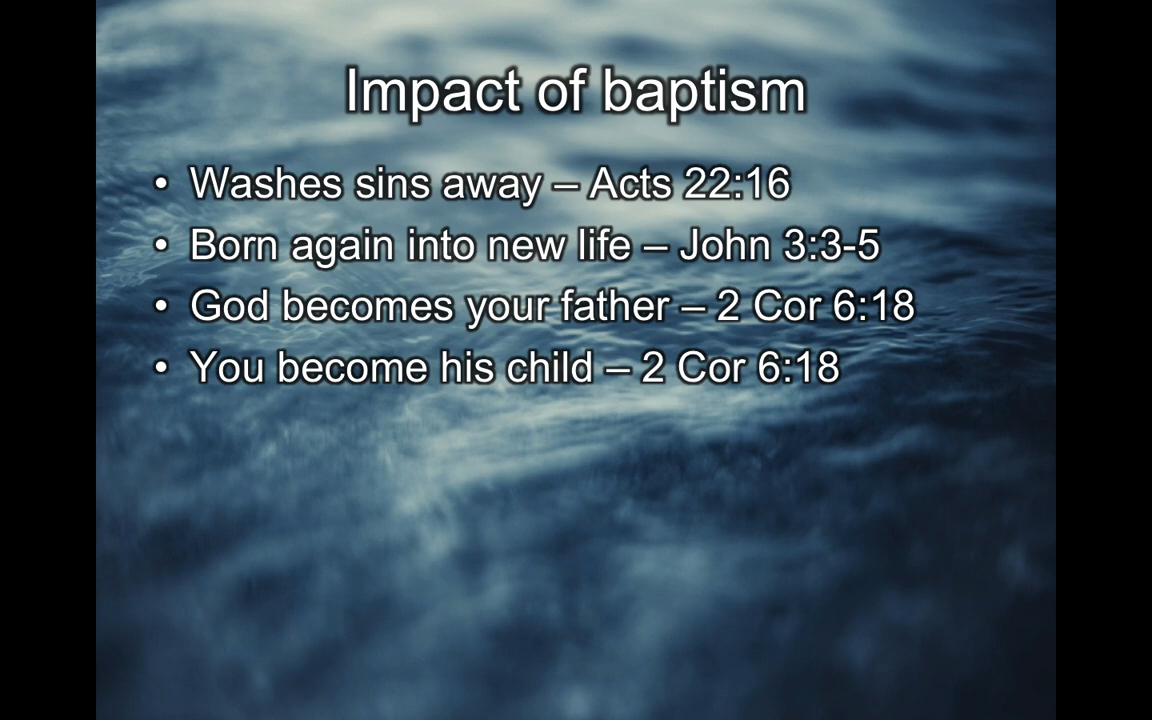 Impact of baptism
• Washes sins away – Acts 22:16
• Born again into new life – John 3:3-5
• God becomes your father – 2 Cor 6:18
• You become his child – 2 Cor 6:18